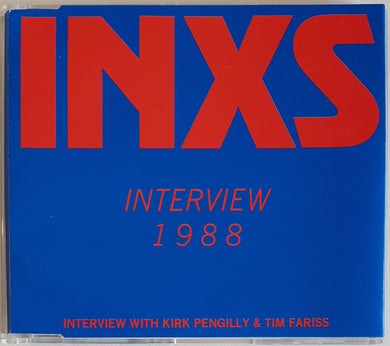 INXS
INTERVIEW
1988
INTERVIEW WITH KIRK PENGILLY & TIM FARISS